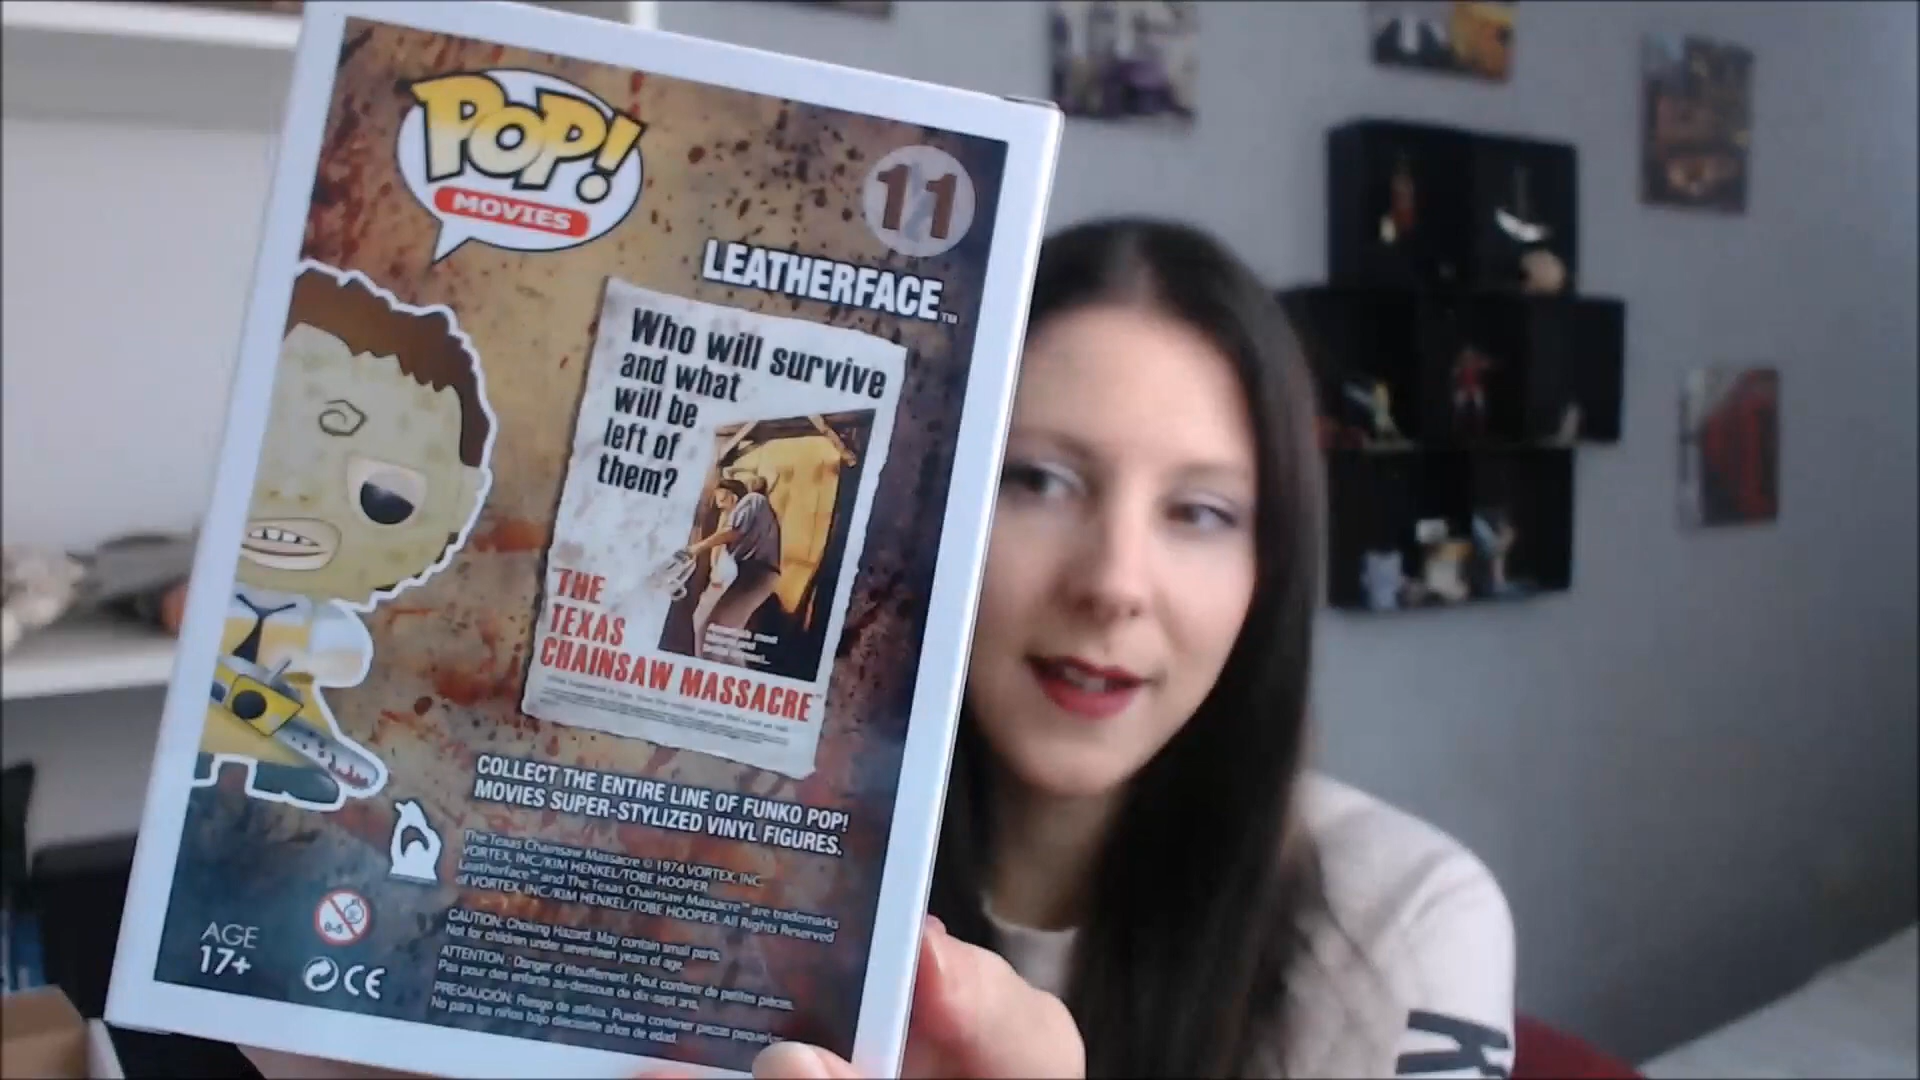 POP!
MOVIES
11
LEATHERFACE™
Who will survive
and what
will be
left of
them?
THE
TEXAS
CHAINSAW MASSACRE™
COLLECT THE ENTIRE LINE OF FUNKO POP!
MOVIES SUPER-STYLIZED VINYL FIGURES.
The Texas Chainsaw Massacre © 1974 VORTEX, INC.
VORTEX, INC./KIM HENKEL/TOBE HOOPER
Leatherface™ and The Texas Chainsaw Massacre™ are trademarks
of VORTEX, INC./KIM HENKEL/TOBE HOOPER. All Rights Reserved
CAUTION: Choking Hazard. May contain small parts.
Not for children under seventeen years of age.
ATTENTION : Danger d'étouffement. Peut contenir de petites pièces.
Pas pour des enfants au-dessous de dix-sept ans.
PRECAUCIÓN: Riesgo de asfixia. Puede contener piezas pequeñas
No para los niños bajo diecisiete años de edad.
AGE
17+
CE